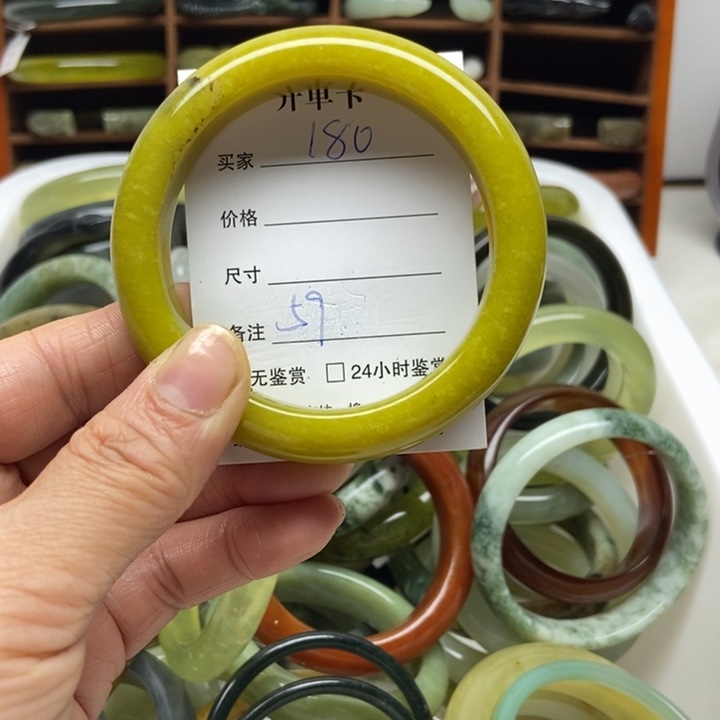 开单卡
买家 180
价格
尺寸
备注 59
无鉴赏 □ 24小时鉴赏